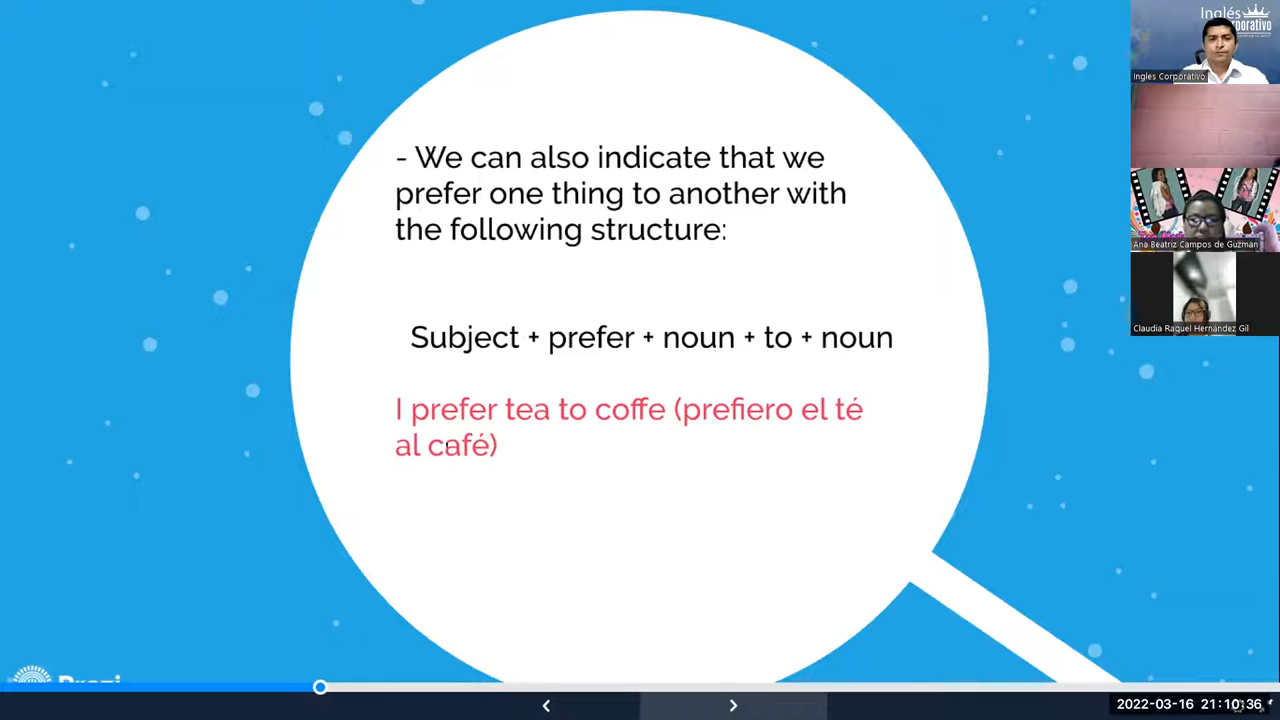 - We can also indicate that we
prefer one thing to another with
the following structure:
Subject + prefer + noun + to + noun
I prefer tea to coffe (prefiero el té
al café)
Inglés
Ingles Corporativo
Ana Beatriz Campos de Guzmán
Claudia Raquel Hernández Gil
Prezi
2022-03-16 21:10:36